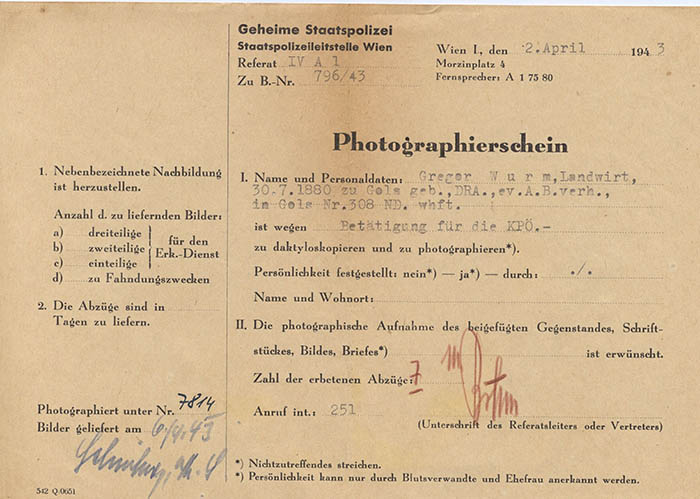 Geheime Staatspolizei
Staatspolizeileitstelle Wien
Referat IV A 1
Zu B.-Nr. 796/43
Wien I., den 2.April 1943
Morzinplatz 4
Fernsprecher: A 1 75 80
Photographierschein
1. Nebenbezeichnete Nachbildung
ist herzustellen.
Anzahl d. zu liefernden Bilder:
a) dreiteilige
b) zweiteilige
c) einteilige
für den
Erk.-Dienst
d) zu Fahndungszwecken
2. Die Abzüge sind in
Tagen zu liefern.
Photographiert unter Nr. 7814
Bilder geliefert am 6/4.43
542 Q/0651
I. Name und Personaldaten: Gregor Wurm, Landwirt,
30.7.1880 zu Gols geb., DRA., ev.A.B.verh.,
in Gols Nr.308 ND. whft.
ist wegen Betätigung für die KPÖ.-
zu daktyloskopieren und zu photographieren*).
Persönlichkeit festgestellt: nein*) — ja*) — durch: ./.
Name und Wohnort:
II. Die photographische Aufnahme des beigefügten Gegenstandes, Schrift-
stückes, Bildes, Briefes*) ist erwünscht.
Zahl der erbetenen Abzüge: 7
Anruf int.: 251
(Unterschrift des Referatsleiters oder Vertreters)
*) Nichtzutreffendes streichen.
*) Persönlichkeit kann nur durch Blutsverwandte und Ehefrau anerkannt werden.